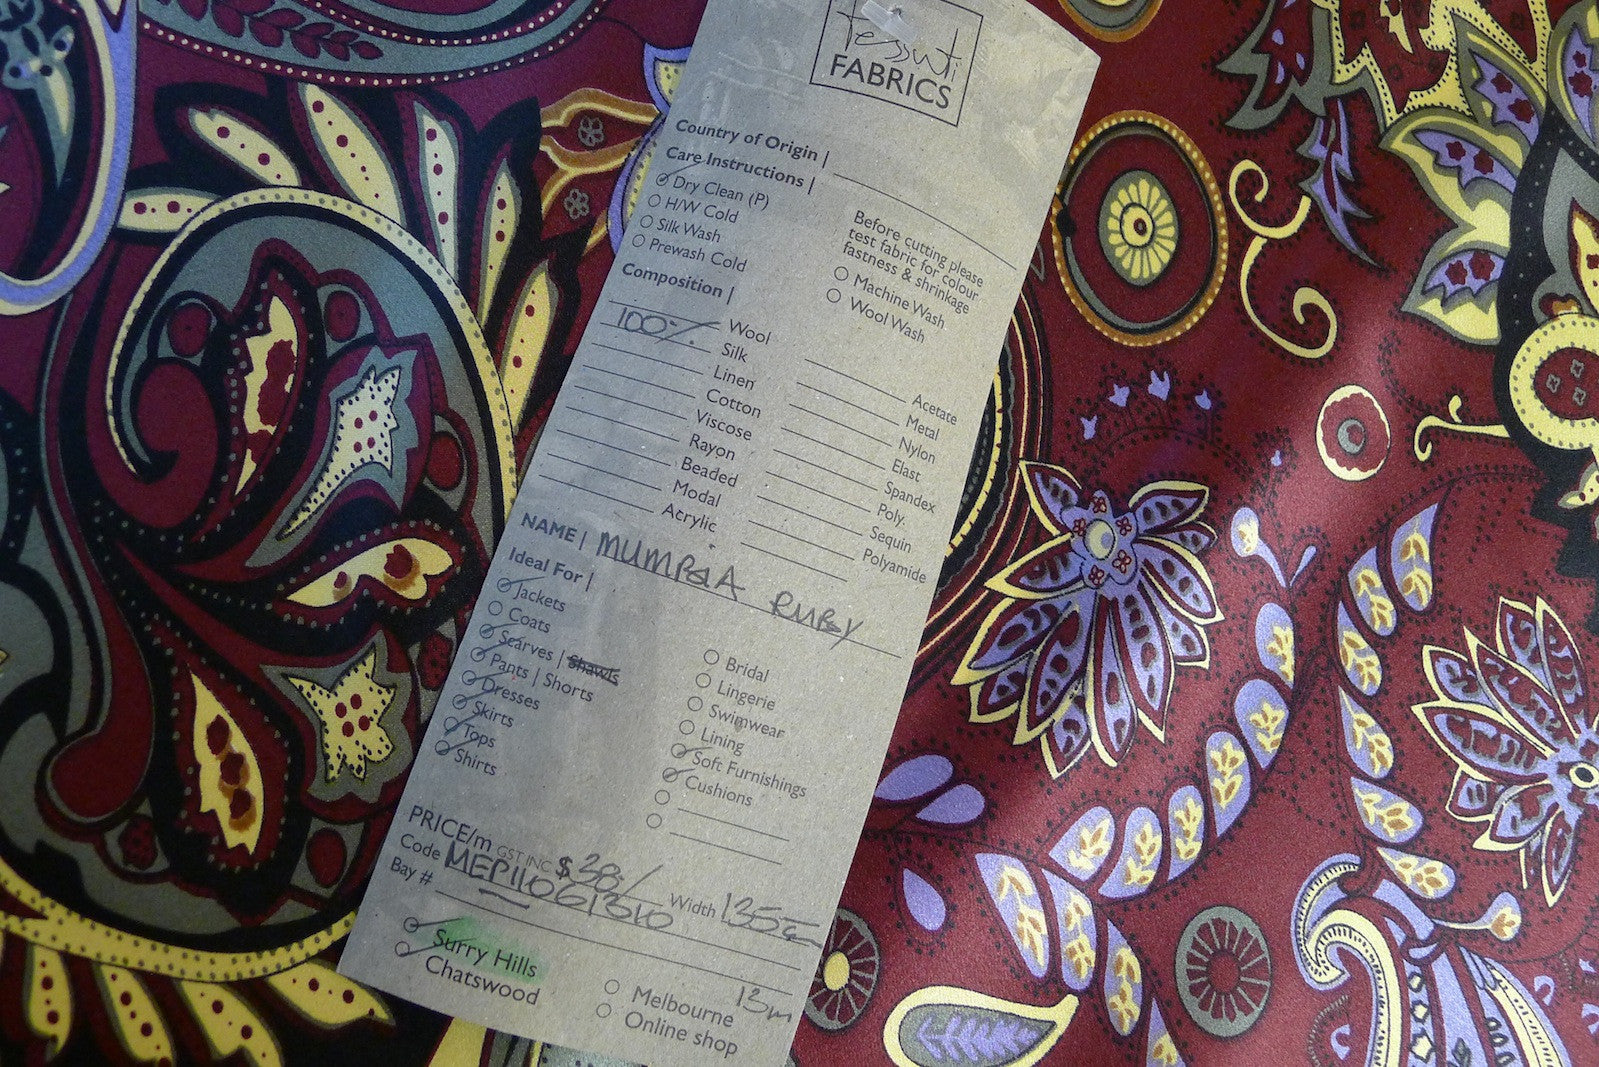 Tessuti
FABRICS
Country of Origin |
Care Instructions |
Dry Clean (P)
H/W Cold
Silk Wash
Prewash Cold
Before cutting please
test fabric for colour
fastness & shrinkage
Machine Wash
Wool Wash
Composition |
Wool
100% Silk
Linen
Cotton
Viscose
Rayon
Beaded
Modal
Acrylic
Acetate
Metal
Nylon
Elast
Spandex
Poly.
Sequin
Polyamide
NAME | MUMBAI RUBY
Ideal For |
Jackets
Coats
Scarves | Shawls
Pants | Shorts
Dresses
Skirts
Tops
Shirts
Bridal
Lingerie
Swimwear
Lining
Soft Furnishings
Cushions
PRICE/m GST INC $38-/ Width 135cm
Code MEP110613010
Bay #
13m
Surry Hills
Chatswood
Melbourne
Online shop